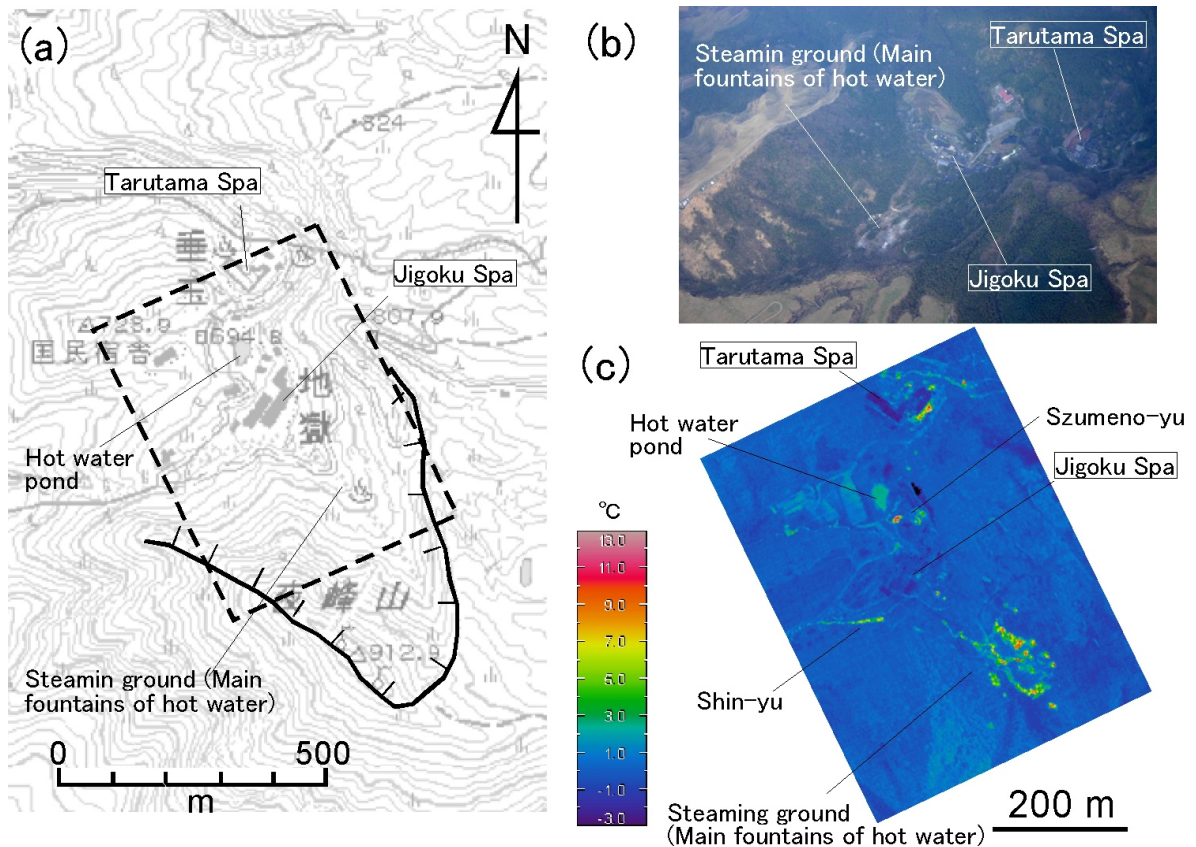 (a)
N
824
Tarutama Spa
Jigoku Spa
垂玉
△728.9
694.8
807.9
国民宿舎
地獄
Hot water
pond
夜峰山
△912.9
Steamin ground (Main
fountains of hot water)
0 500
m
(b)
Steamin ground (Main
fountains of hot water)
Tarutama Spa
Jigoku Spa
(c)
Tarutama Spa
Hot water
pond
Szumeno-yu
Jigoku Spa
°C
13.0
11.0
9.0
7.0
5.0
3.0
1.0
-1.0
-3.0
Shin-yu
Steaming ground
(Main fountains of hot water)
200 m